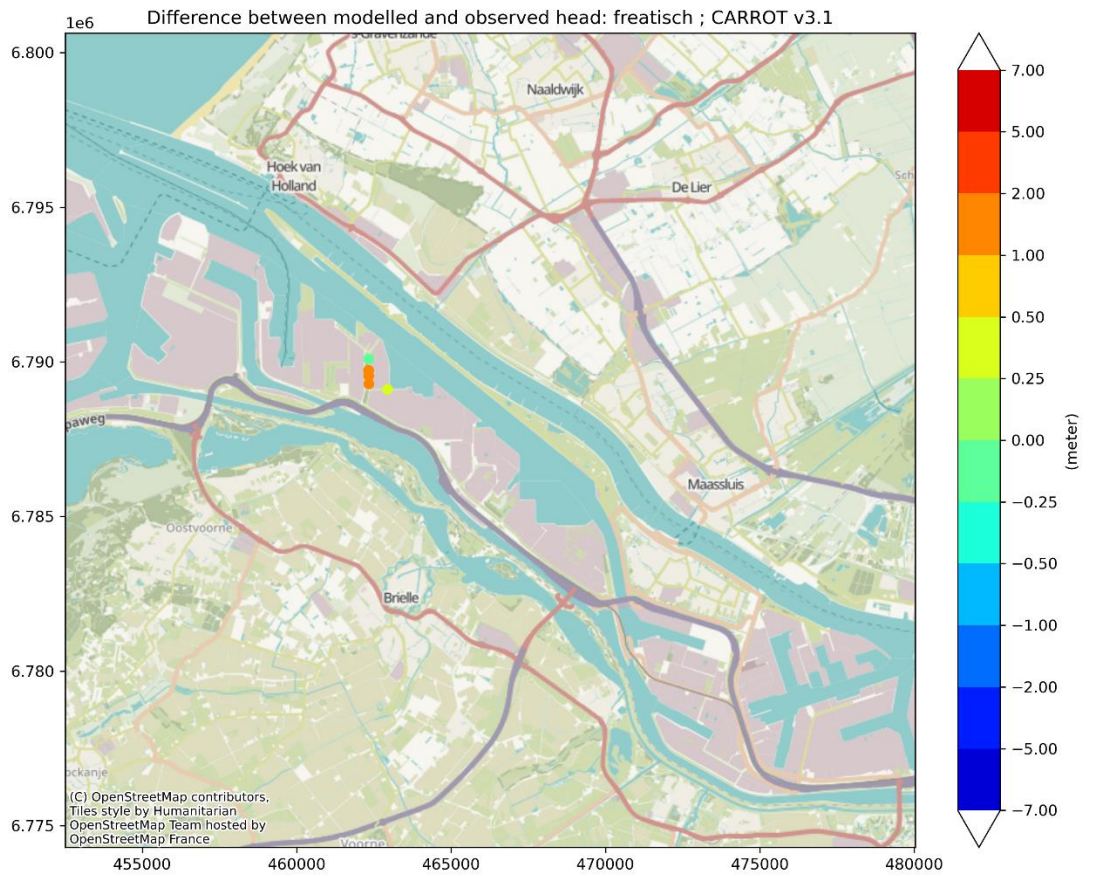 Difference between modelled and observed head: freatisch ; CARROT v3.1
1e6
6.800
6.795
6.790
6.785
6.780
6.775
455000
460000
465000
470000
475000
480000
's-Gravenzande
Naaldwijk
Hoek van
Holland
De Lier
Sch
paweg
Maassluis
Oostvoorne
Brielle
ockanje
Voorne
(C) OpenStreetMap contributors,
Tiles style by Humanitarian
OpenStreetMap Team hosted by
OpenStreetMap France
7.00
5.00
2.00
1.00
0.50
0.25
0.00
−0.25
−0.50
−1.00
−2.00
−5.00
−7.00
(meter)